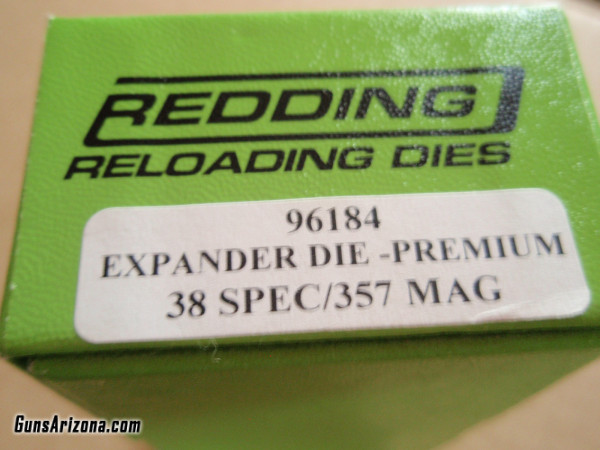 REDDING
RELOADING DIES
96184
EXPANDER DIE -PREMIUM
38 SPEC/357 MAG
GunsArizona.com